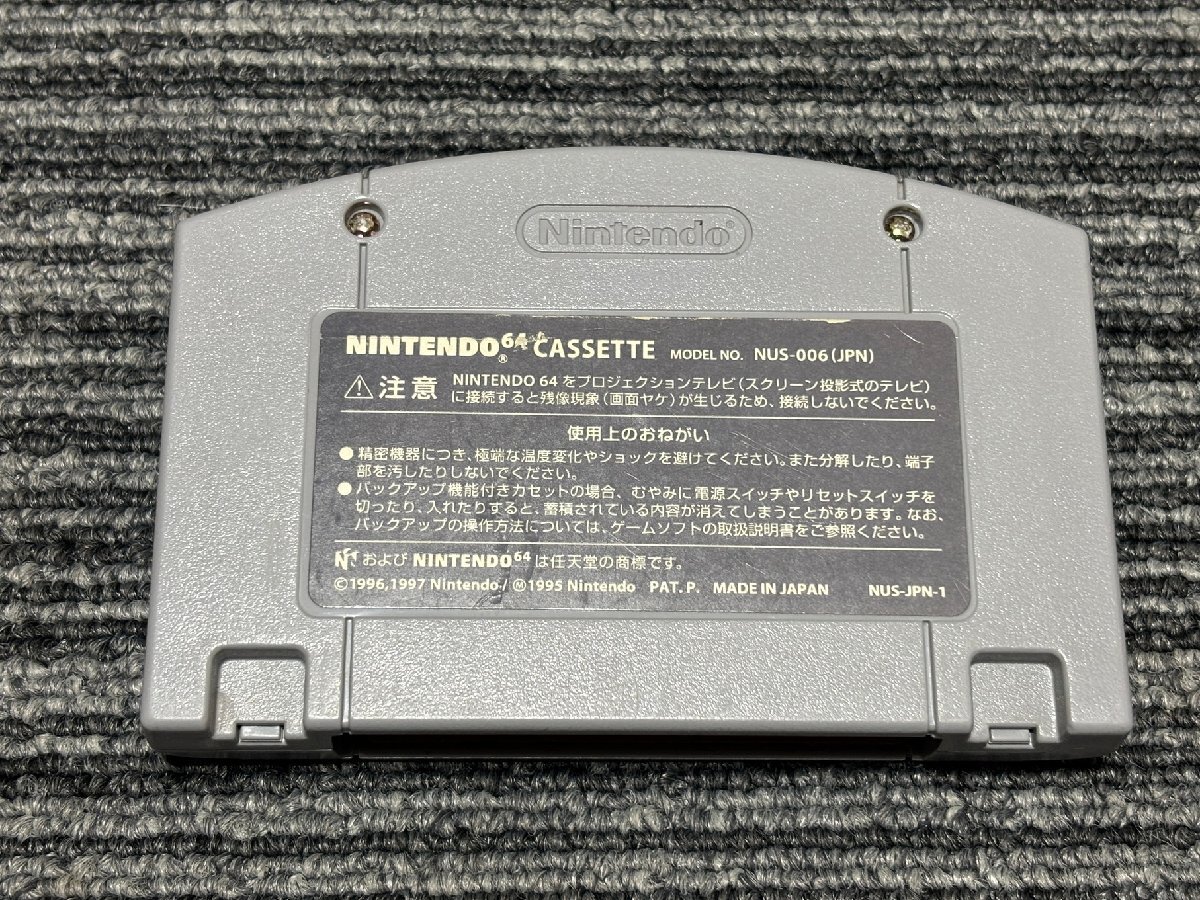 Nintendo®
NINTENDO64® CASSETTE MODEL NO. NUS-006(JPN)
⚠注意 NINTENDO 64 をプロジェクションテレビ(スクリーン投影式のテレビ)
に接続すると残像現象(画面ヤケ)が生じるため、接続しないでください。
使用上のおねがい
●精密機器につき、極端な温度変化やショックを避けてください。また分解したり、端子
部を汚したりしないでください。
●バックアップ機能付きカセットの場合、むやみに電源スイッチやリセットスイッチを
切ったり、入れたりすると、蓄積されている内容が消えてしまうことがあります。なお、
バックアップの操作方法については、ゲームソフトの取扱説明書をご参照ください。
および NINTENDO64 は任天堂の商標です。
©1996,1997 Nintendo/Ⓜ1995 Nintendo PAT. P. MADE IN JAPAN NUS-JPN-1